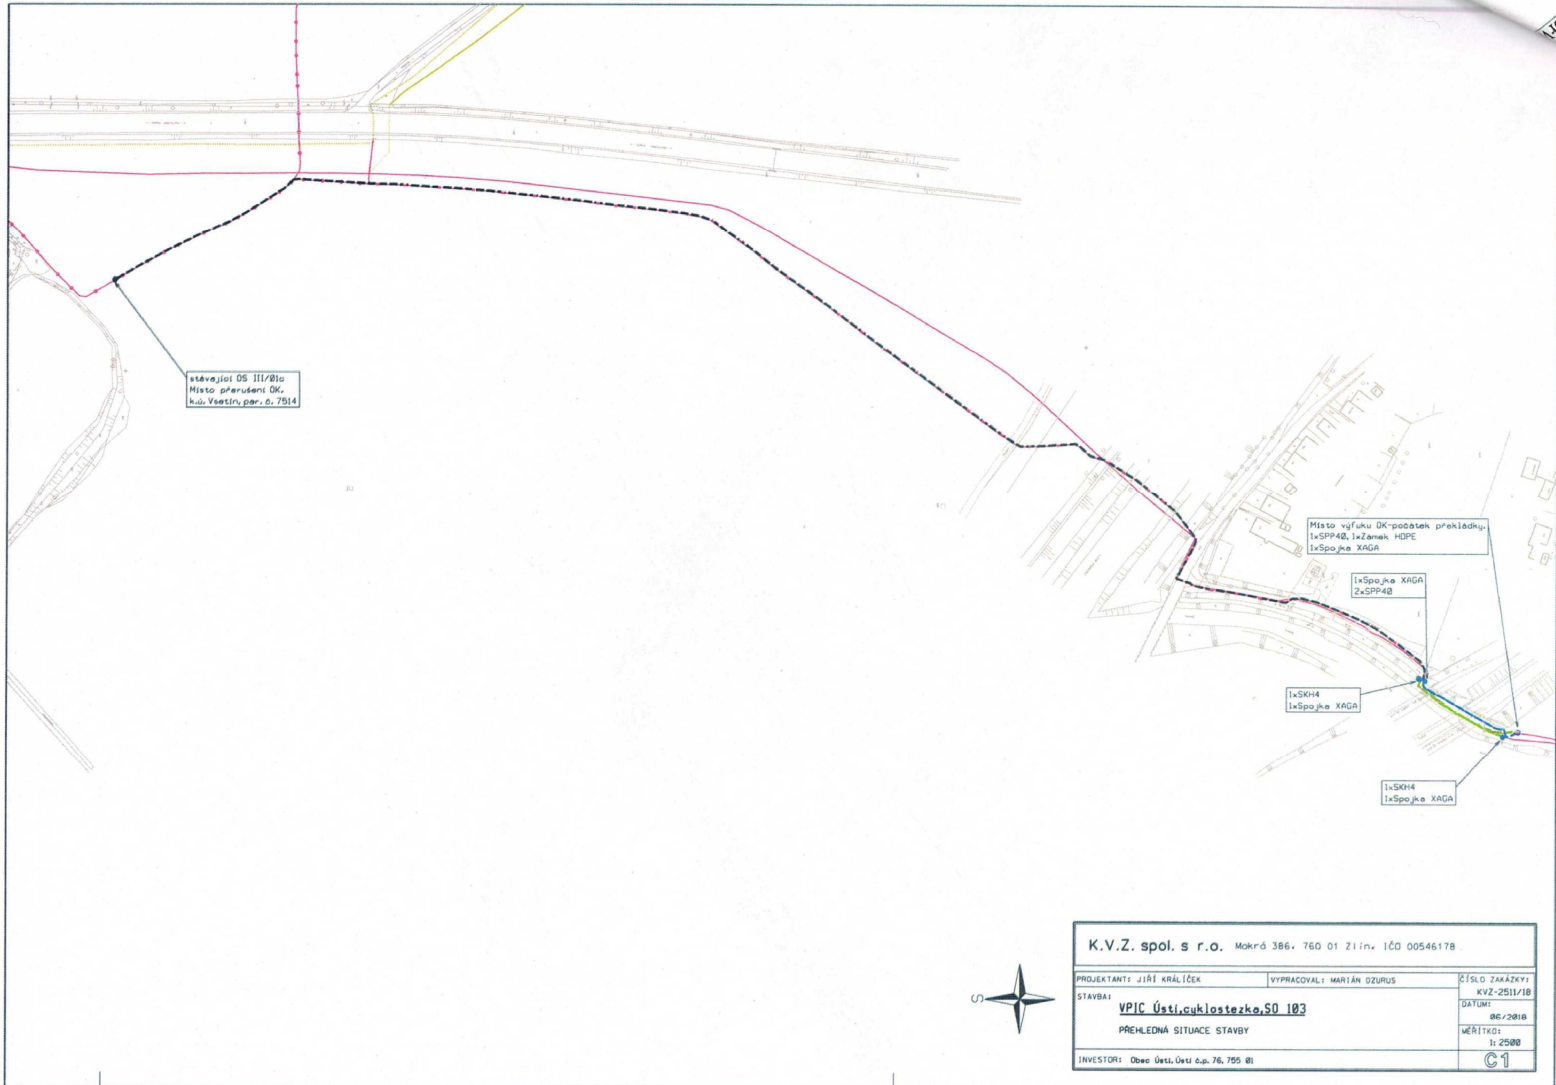 stávající OS III/01c
Místo přerušení OK,
k.ú. Vsetín, par. č. 7514
Místo výfuku OK-počátek překládky,
1xSPP40, 1xZámek HDPE
1xSpojka XAGA
1xSpojka XAGA
2xSPP40
1xSKH4
1xSpojka XAGA
1xSKH4
1xSpojka XAGA
S
K.V.Z. spol. s r.o. Mokrá 386, 760 01 Zlín, IČO 00546178
PROJEKTANT: JIŘÍ KRÁLÍČEK
VYPRACOVAL: MARIÁN OZURUS
ČÍSLO ZAKÁZKY:
KVZ-2511/18
STAVBA:
VPIC Ústí,cyklostezka,SO 103
PŘEHLEDNÁ SITUACE STAVBY
DATUM:
06/2018
MĚŘÍTKO:
1: 2500
INVESTOR: Obec Ústí, Ústí č.p. 76, 755 01
C1